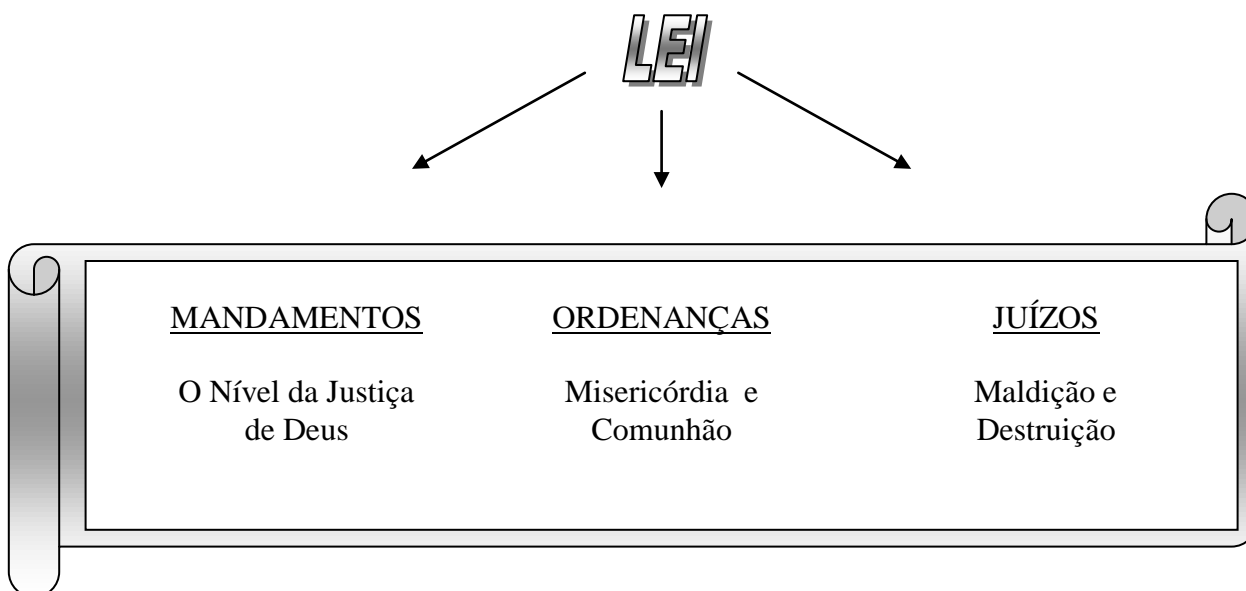 LEI
MANDAMENTOS
O Nível da Justiça
de Deus
ORDENANÇAS
Misericórdia e
Comunhão
JUÍZOS
Maldição e
Destruição